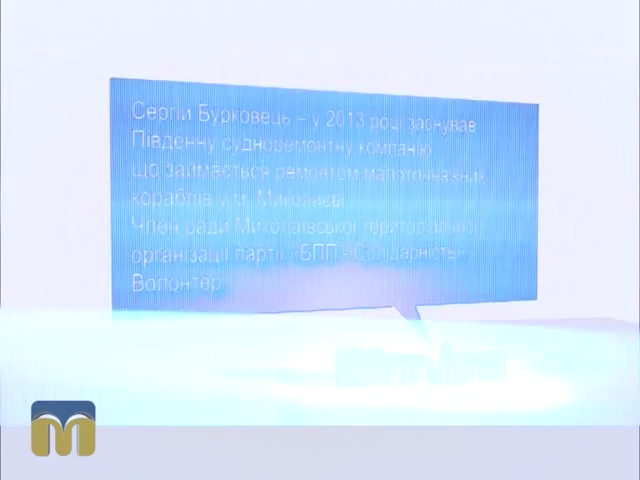 Сергій Бурковець – у 2013 році заснував
Південну судноремонтну компанію
що займається ремонтом малотоннажних
кораблів у м. Миколаєві
Член ради Миколаївської територіальної
організації партії «БПП - Солідарність»
Волонтер